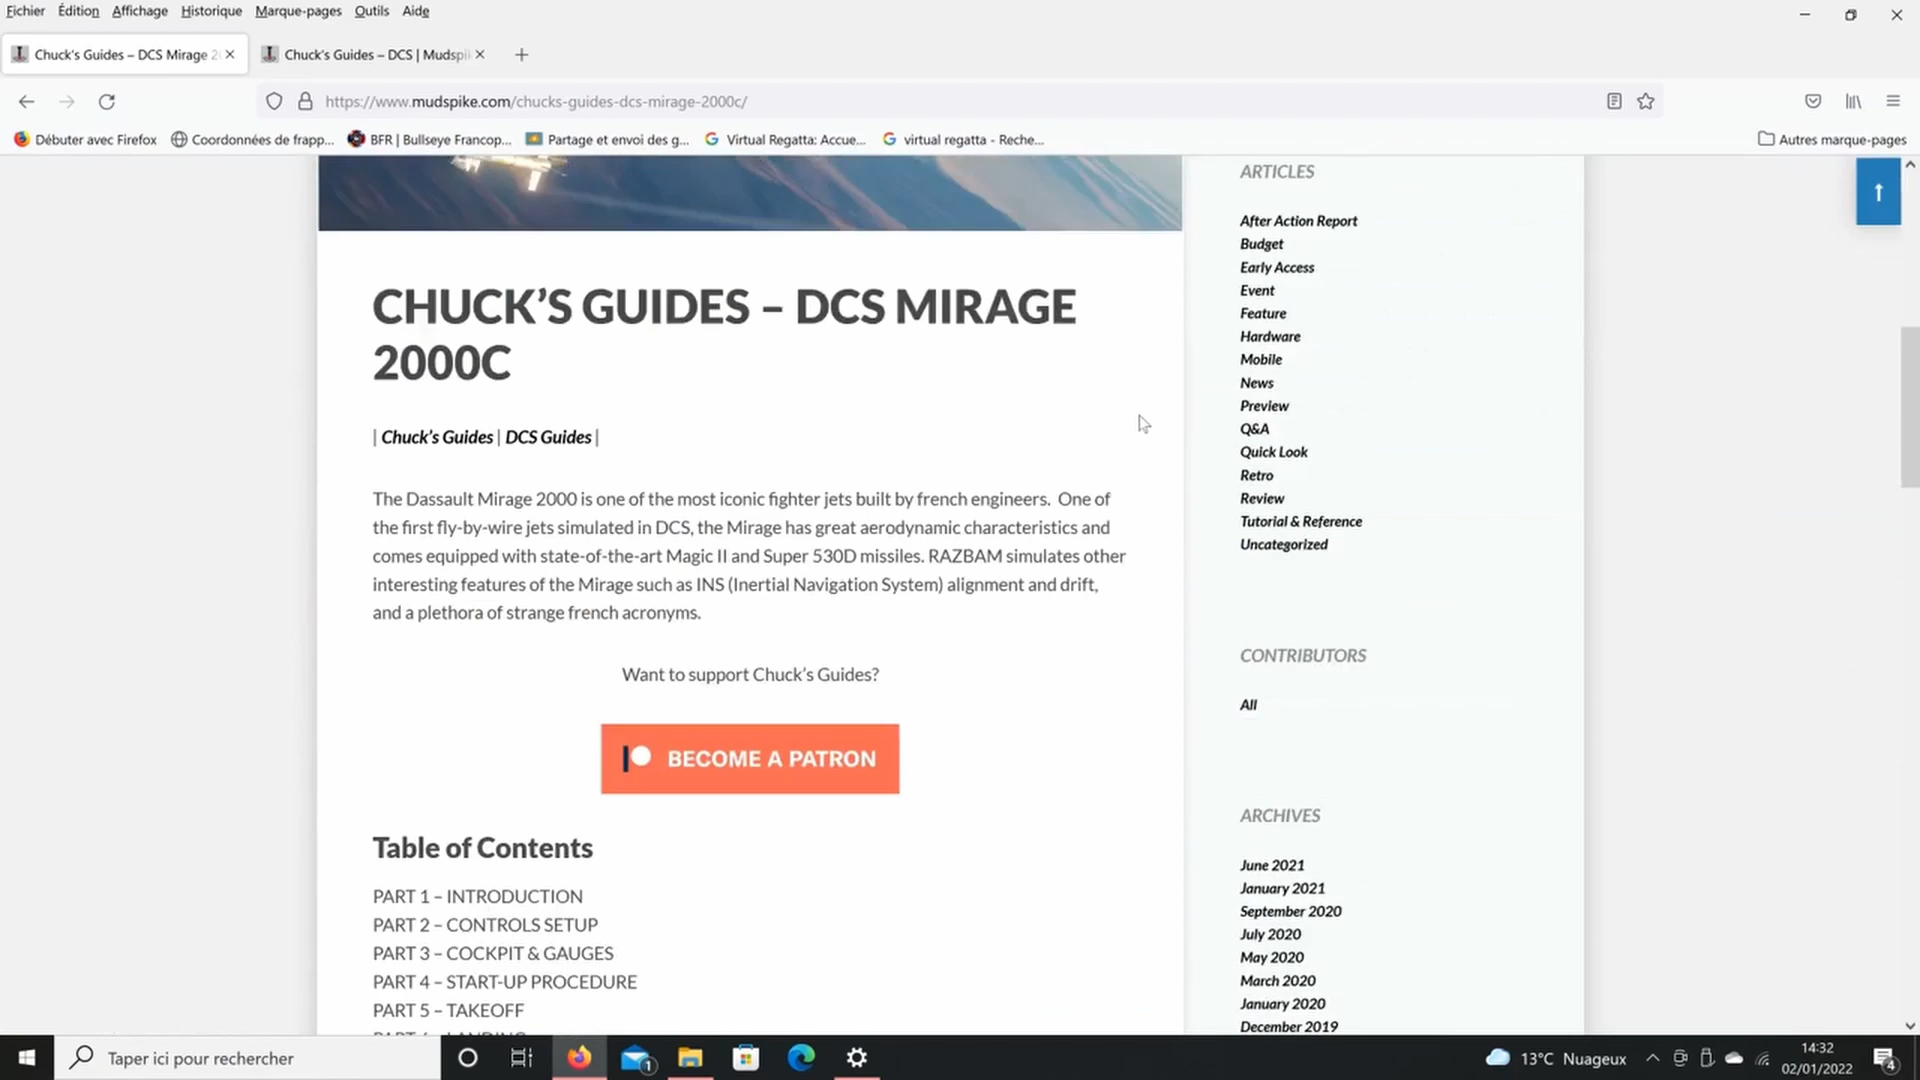 Fichier Édition Affichage Historique Marque-pages Outils Aide
Chuck's Guides – DCS Mirage 2
Chuck's Guides – DCS | Mudspi
https://www.mudspike.com/chucks-guides-dcs-mirage-2000c/
Débuter avec Firefox Coordonnées de frapp... BFR | Bullseye Francop... Partage et envoi des g... Virtual Regatta: Accue... virtual regatta - Reche... Autres marque-pages
CHUCK'S GUIDES – DCS MIRAGE
2000C
| Chuck's Guides | DCS Guides |
The Dassault Mirage 2000 is one of the most iconic fighter jets built by french engineers. One of
the first fly-by-wire jets simulated in DCS, the Mirage has great aerodynamic characteristics and
comes equipped with state-of-the-art Magic II and Super 530D missiles. RAZBAM simulates other
interesting features of the Mirage such as INS (Inertial Navigation System) alignment and drift,
and a plethora of strange french acronyms.
Want to support Chuck's Guides?
BECOME A PATRON
Table of Contents
PART 1 – INTRODUCTION
PART 2 – CONTROLS SETUP
PART 3 – COCKPIT & GAUGES
PART 4 – START-UP PROCEDURE
PART 5 – TAKEOFF
PART 6 – LANDING
ARTICLES
After Action Report
Budget
Early Access
Event
Feature
Hardware
Mobile
News
Preview
Q&A
Quick Look
Retro
Review
Tutorial & Reference
Uncategorized
CONTRIBUTORS
All
ARCHIVES
June 2021
January 2021
September 2020
July 2020
May 2020
March 2020
January 2020
December 2019
Taper ici pour rechercher
1
13°C Nuageux
14:32
02/01/2022
4